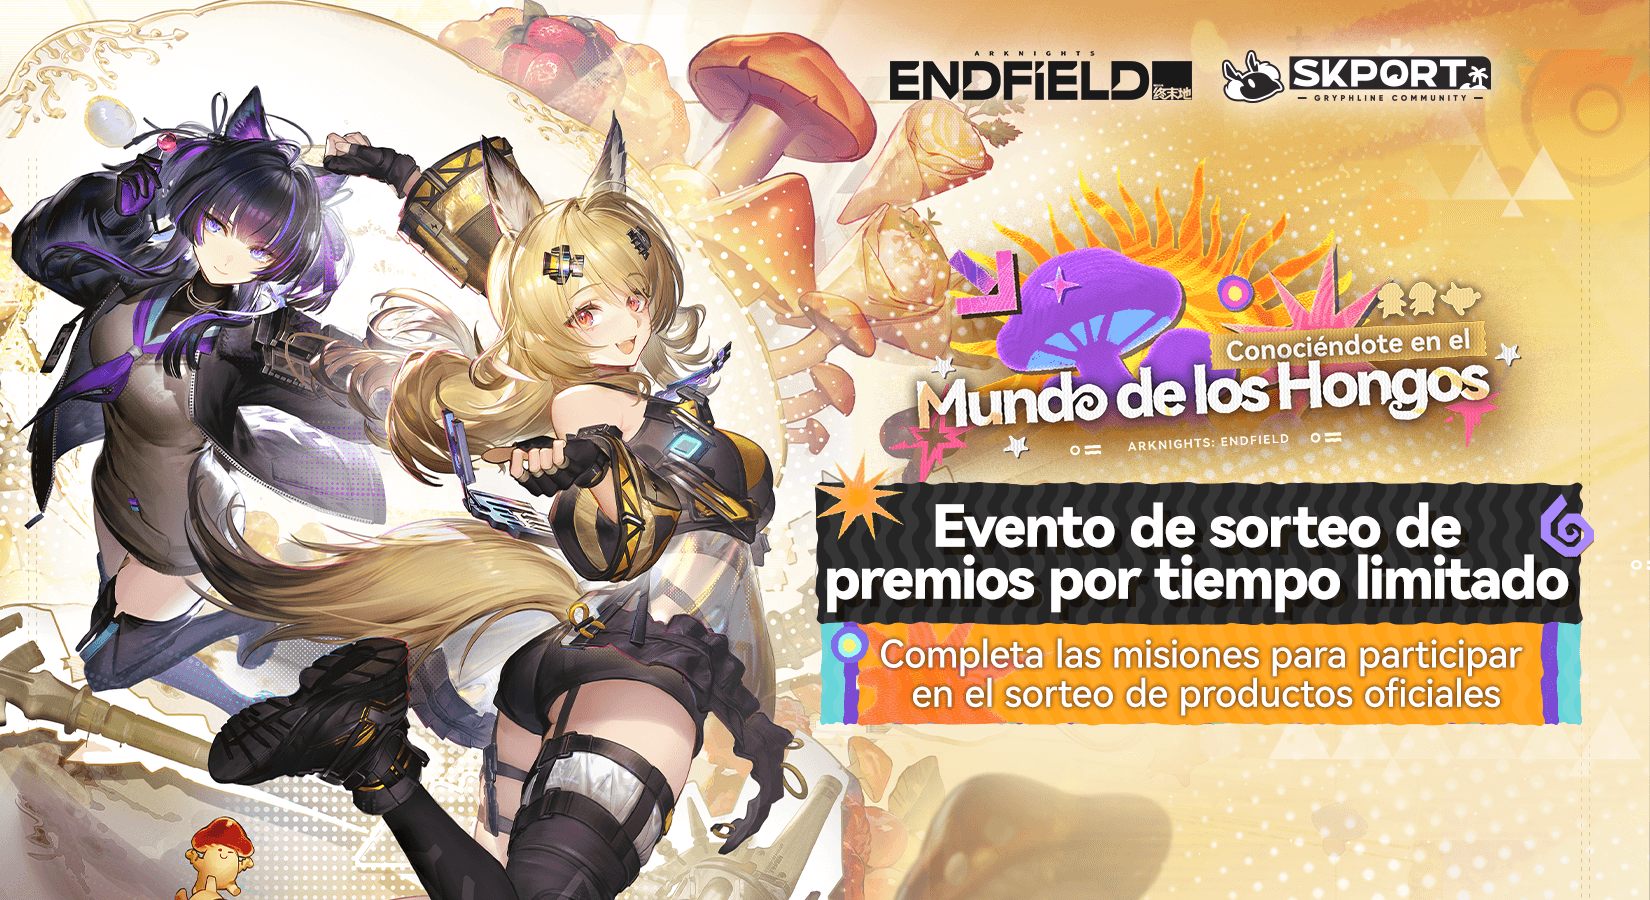 ARKNIGHTS
ENDFIELD
终末地
SKPORT
GRYPHLINE COMMUNITY
Conociéndote en el
Mundo de los Hongos
ARKNIGHTS: ENDFIELD
Evento de sorteo de
premios por tiempo limitado
Completa las misiones para participar
en el sorteo de productos oficiales